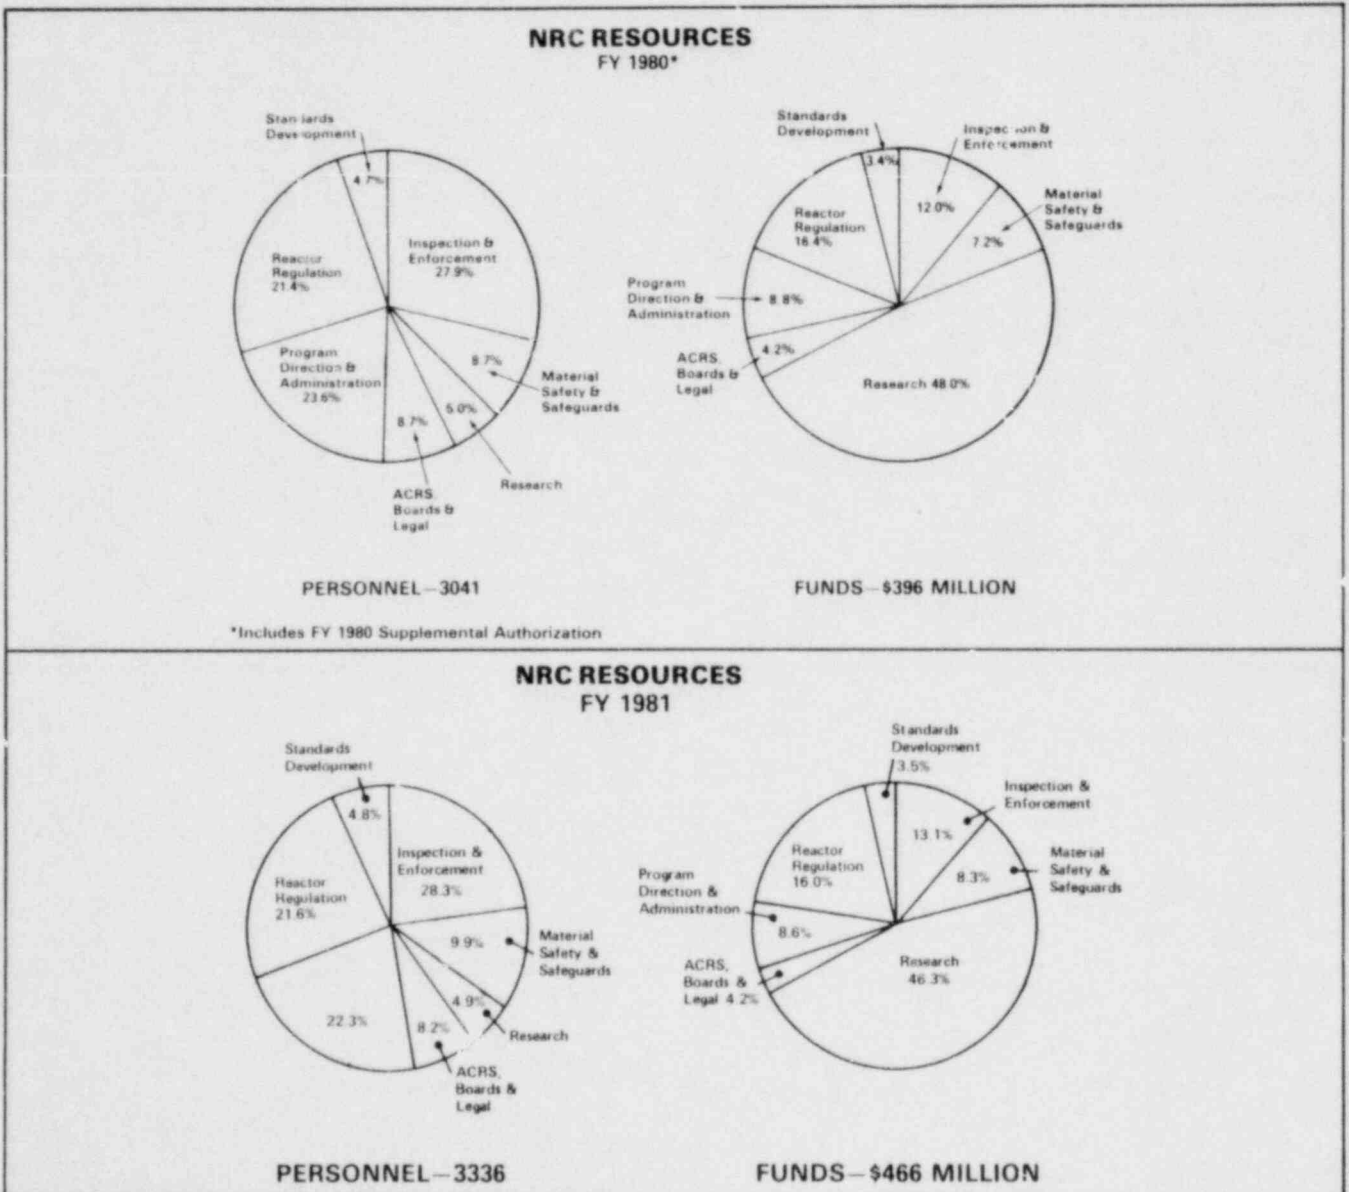 NRC RESOURCES
FY 1980*
Standards
Development
4.7%
Inspection &
Enforcement
27.9%
8.7%
Material
Safety &
Safeguards
5.0%
Research
8.7%
ACRS,
Boards &
Legal
Program
Direction &
Administration
23.6%
Reactor
Regulation
21.4%
PERSONNEL—3041
Standards
Development
3.4%
Inspection &
Enforcement
12.0%
Material
Safety &
Safeguards
7.2%
Research 48.0%
ACRS,
Boards &
Legal
4.2%
Program
Direction &
Administration
8.8%
Reactor
Regulation
16.4%
FUNDS—$396 MILLION
*Includes FY 1980 Supplemental Authorization
NRC RESOURCES
FY 1981
Standards
Development
4.8%
Inspection &
Enforcement
28.3%
9.9%
Material
Safety &
Safeguards
4.9%
Research
8.2%
ACRS,
Boards &
Legal
22.3%
Reactor
Regulation
21.6%
PERSONNEL—3336
Standards
Development
3.5%
Inspection &
Enforcement
13.1%
Material
Safety &
Safeguards
8.3%
Research
46.3%
ACRS,
Boards &
Legal 4.2%
Program
Direction &
Administration
8.6%
Reactor
Regulation
16.0%
FUNDS—$466 MILLION